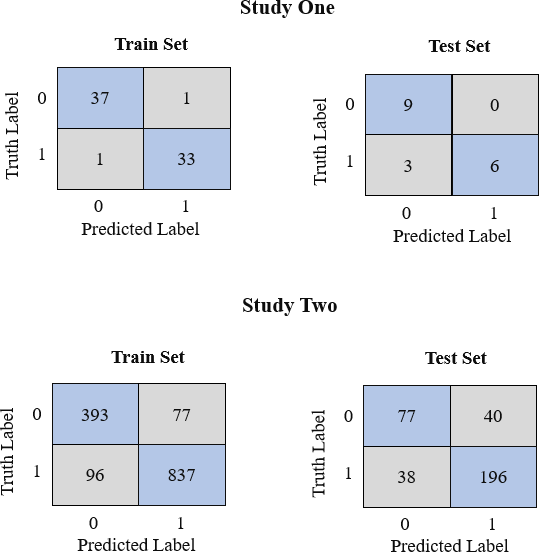 Study One
Train Set
Test Set
Truth Label
0 37 1
1 1 33
0 1
Predicted Label
Truth Label
0 9 0
1 3 6
0 1
Predicted Label
Study Two
Train Set
Test Set
Truth Label
0 393 77
1 96 837
0 1
Predicted Label
Truth Label
0 77 40
1 38 196
0 1
Predicted Label